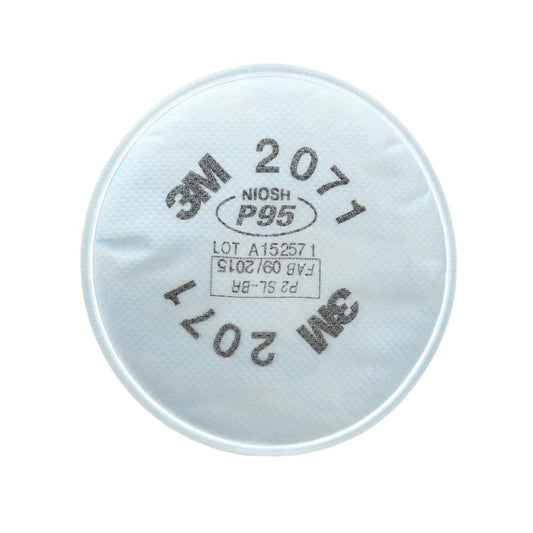 3M 2071
NIOSH
P95
LOT A152571
FAB 09/2015
P2 SL-BR
3M 2071